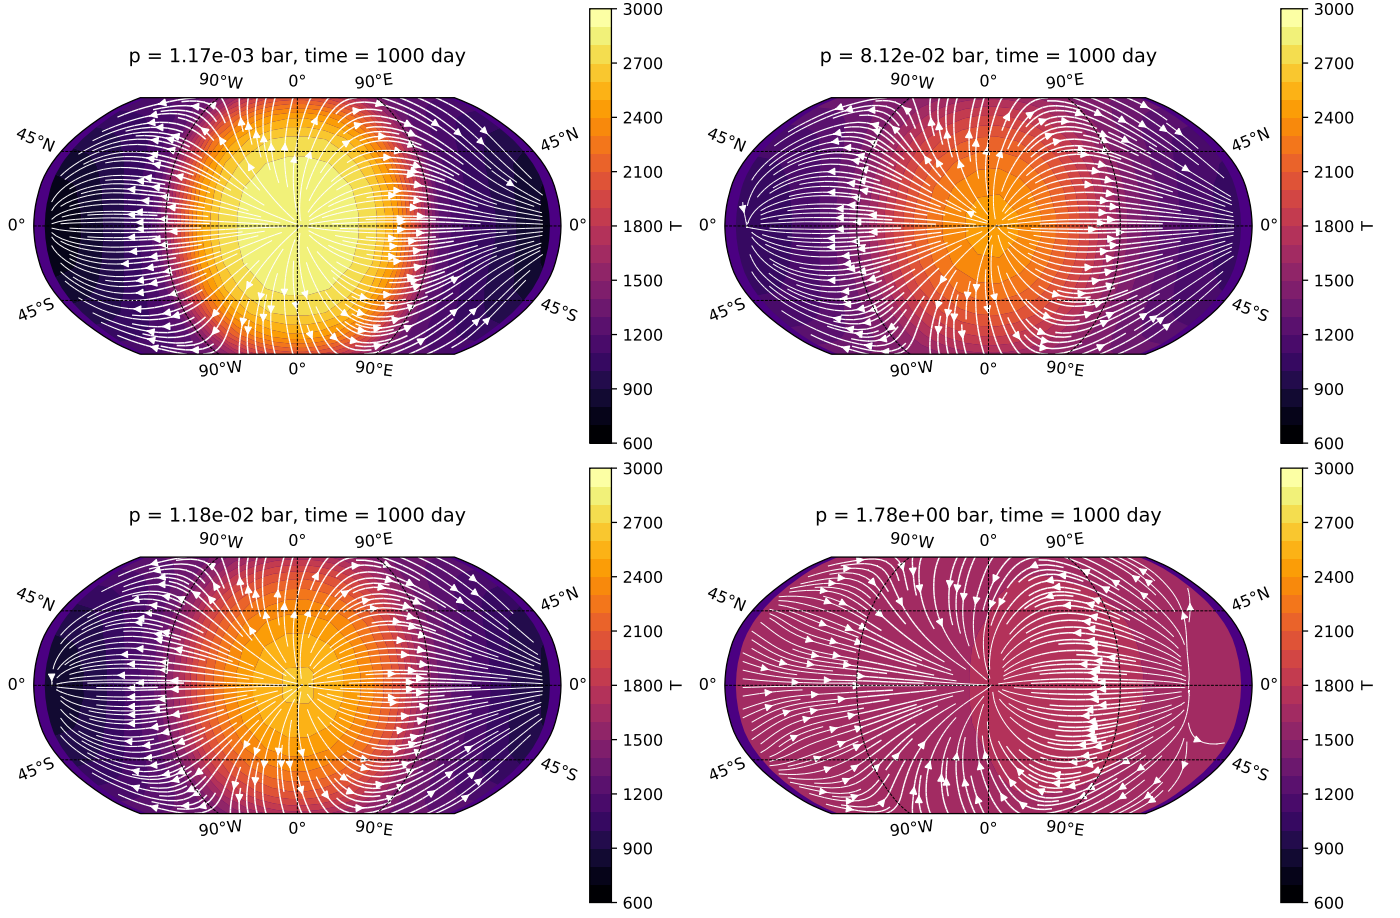 p = 1.17e-03 bar, time = 1000 day
90°W 0° 90°E
45°N 45°N
0° 0°
45°S 45°S
90°W 0° 90°E
3000
2700
2400
2100
1800
1500
1200
900
600
T
p = 8.12e-02 bar, time = 1000 day
90°W 0° 90°E
45°N 45°N
0° 0°
45°S 45°S
90°W 0° 90°E
3000
2700
2400
2100
1800
1500
1200
900
600
T
p = 1.18e-02 bar, time = 1000 day
90°W 0° 90°E
45°N 45°N
0° 0°
45°S 45°S
90°W 0° 90°E
3000
2700
2400
2100
1800
1500
1200
900
600
T
p = 1.78e+00 bar, time = 1000 day
90°W 0° 90°E
45°N 45°N
0° 0°
45°S 45°S
90°W 0° 90°E
3000
2700
2400
2100
1800
1500
1200
900
600
T